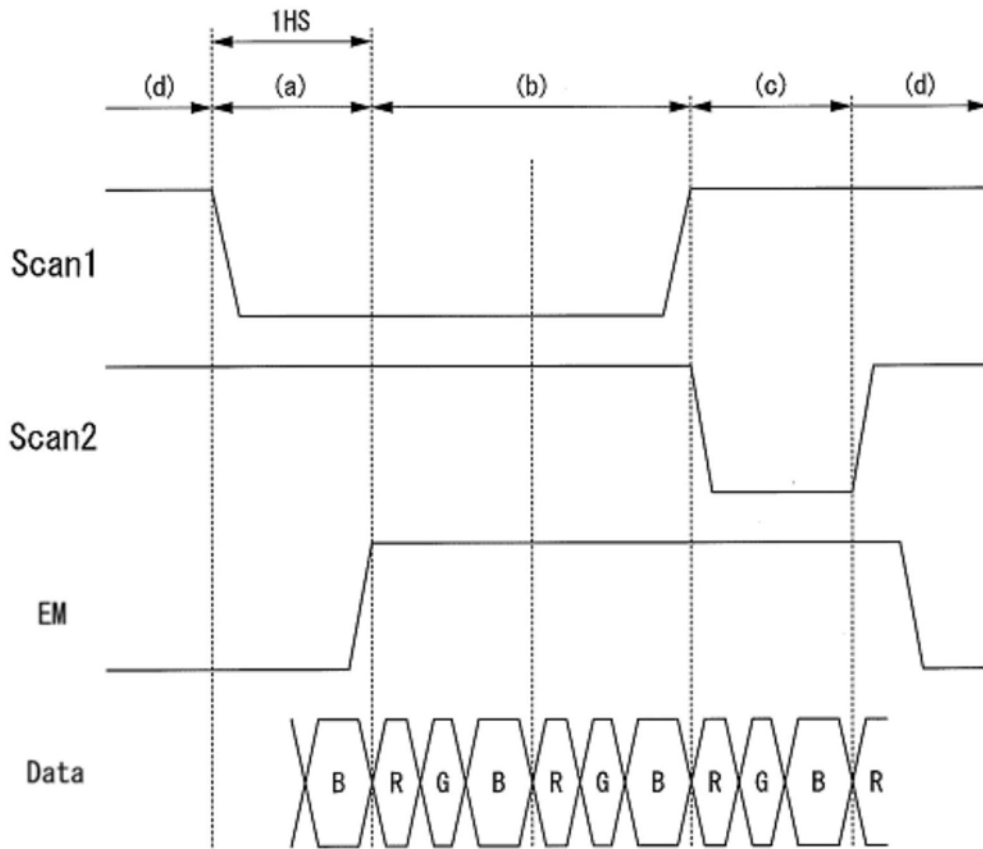 1HS
(d) (a) (b) (c) (d)
Scan1
Scan2
EM
Data B R G B R G B R G B R